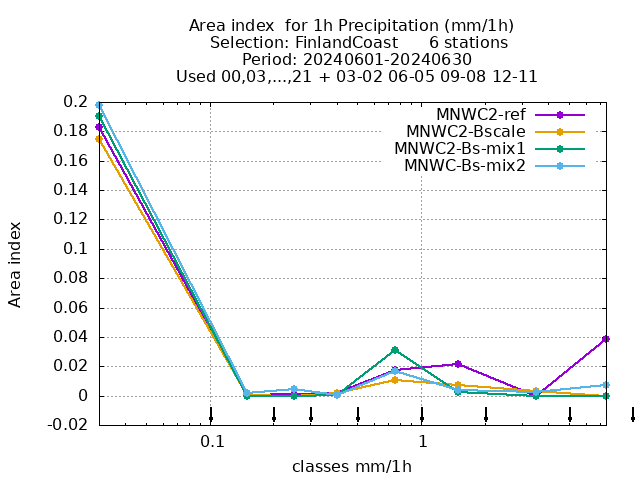 Area index  for 1h Precipitation (mm/1h)
Selection: FinlandCoast      6 stations
Period: 20240601-20240630
Used 00,03,...,21 + 03-02 06-05 09-08 12-11
MNWC2-ref
MNWC2-Bscale
MNWC2-Bs-mix1
MNWC-Bs-mix2
0.2
0.18
0.16
0.14
0.12
0.1
0.08
0.06
0.04
0.02
0
-0.02
Area index
0.1 1
classes mm/1h